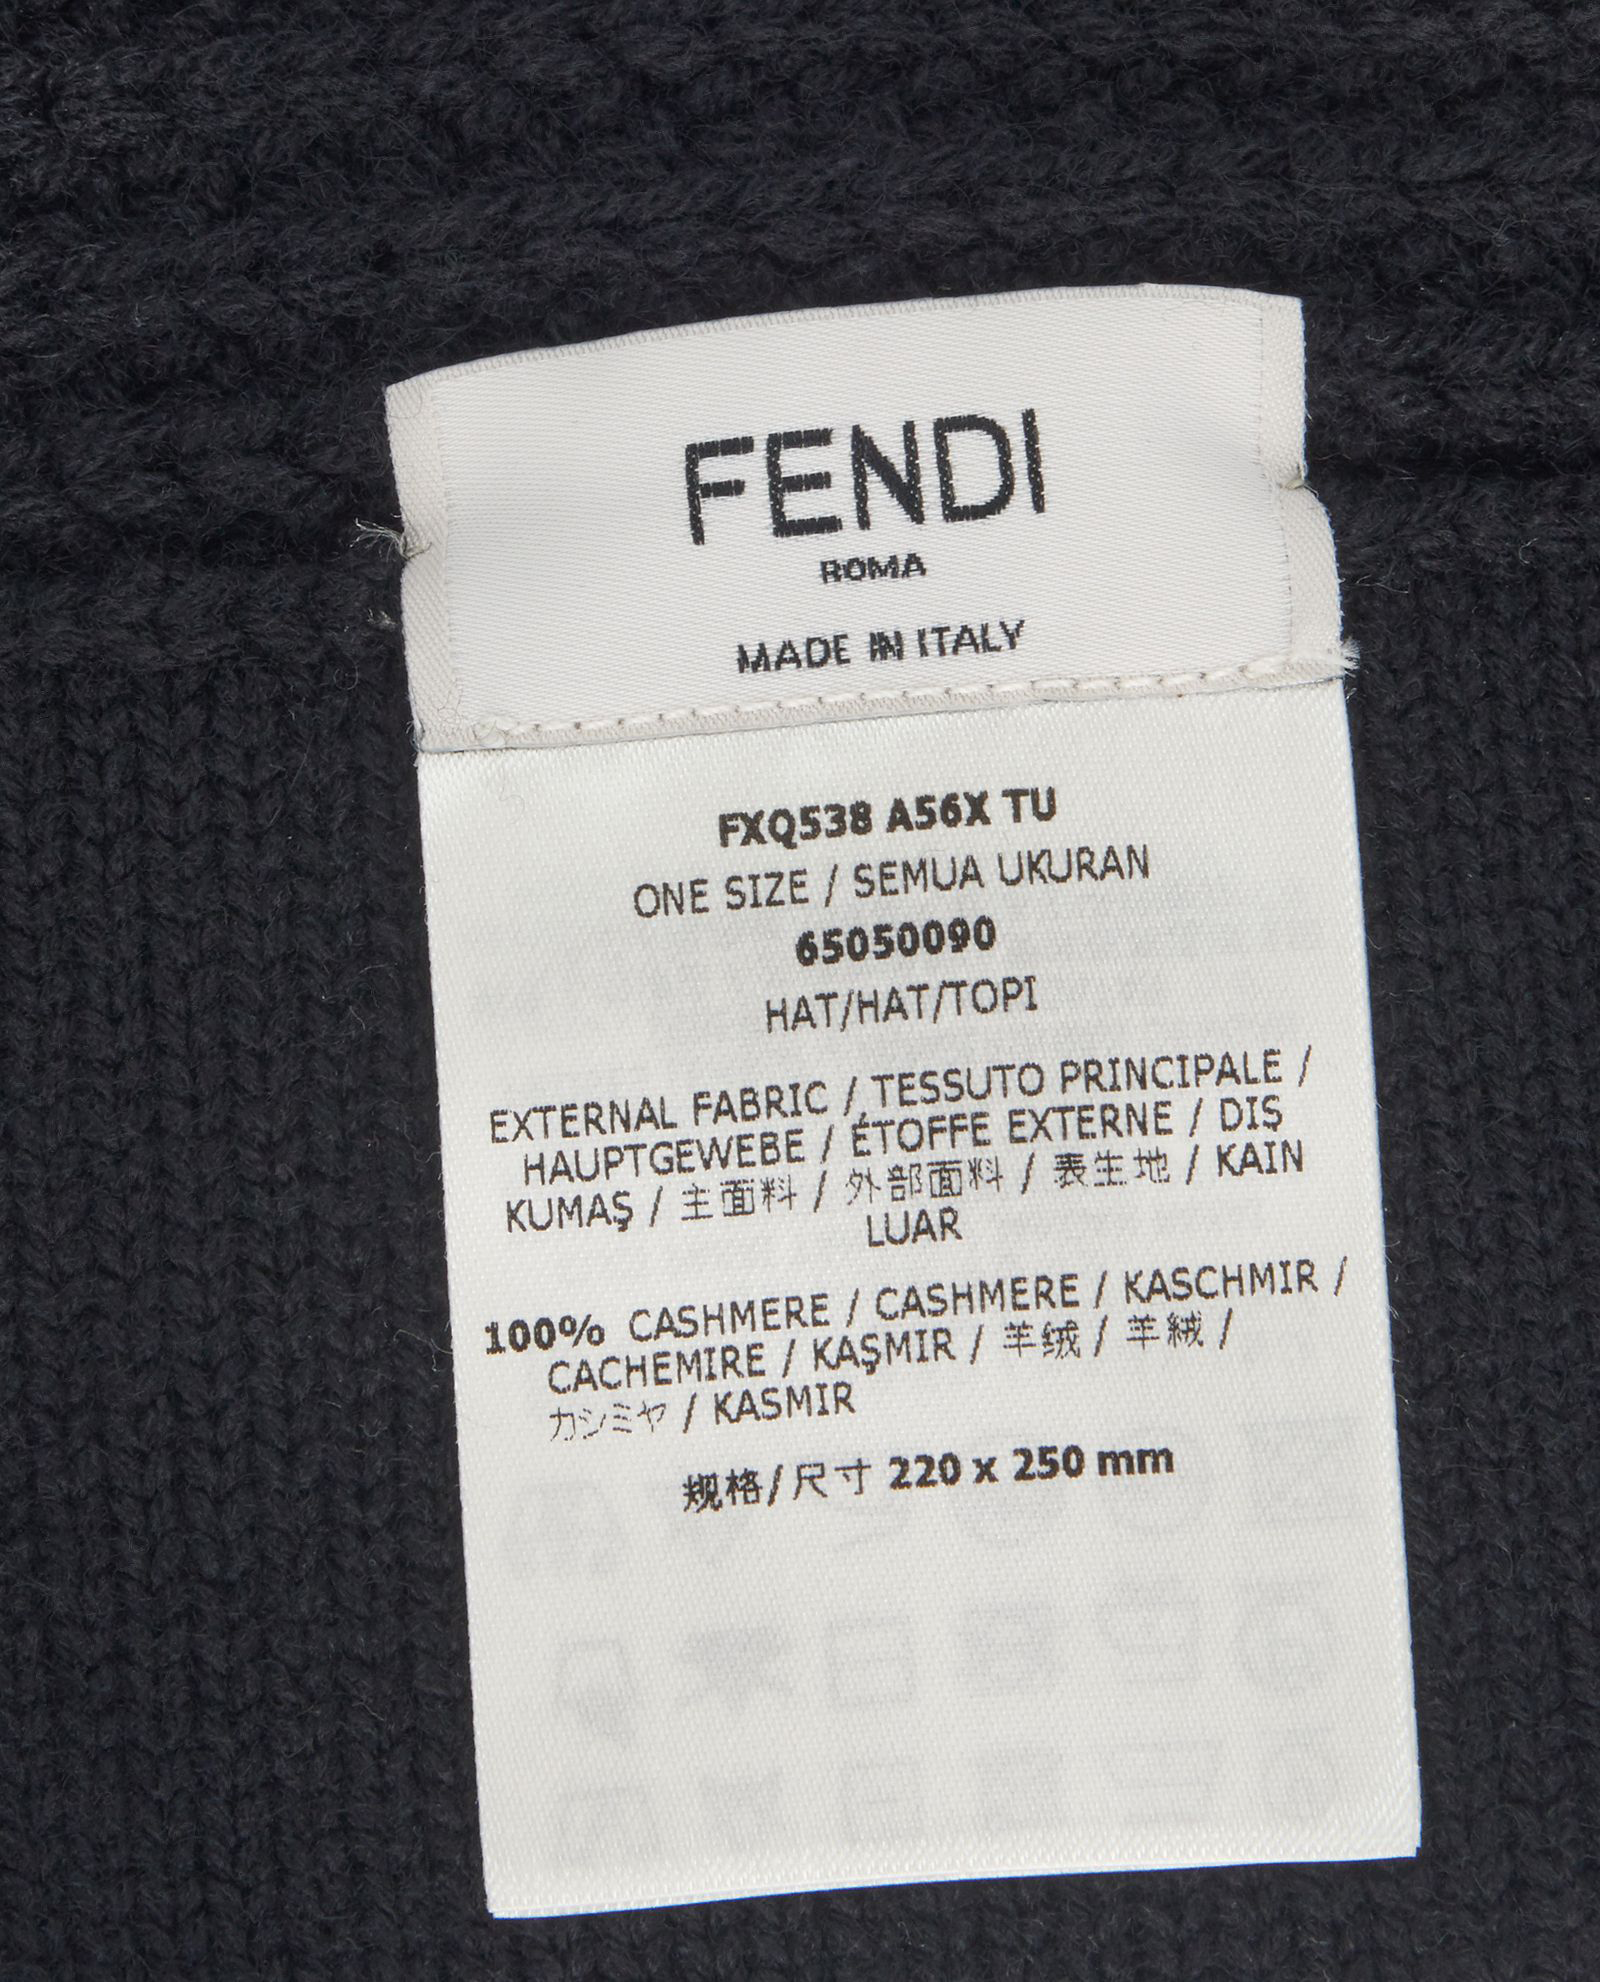 FENDI
ROMA
MADE IN ITALY
FXQ538 A56X TU
ONE SIZE / SEMUA UKURAN
65050090
HAT/HAT/TOPI
EXTERNAL FABRIC / TESSUTO PRINCIPALE /
HAUPTGEWEBE / ÉTOFFE EXTERNE / DIŞ
KUMAŞ / 主面料 / 外部面料 / 表生地 / KAIN
LUAR
100% CASHMERE / CASHMERE / KASCHMIR /
CACHEMIRE / KAŞMIR / 羊绒 / 羊絨 /
カシミヤ / KASMIR
规格/尺寸 220 x 250 mm